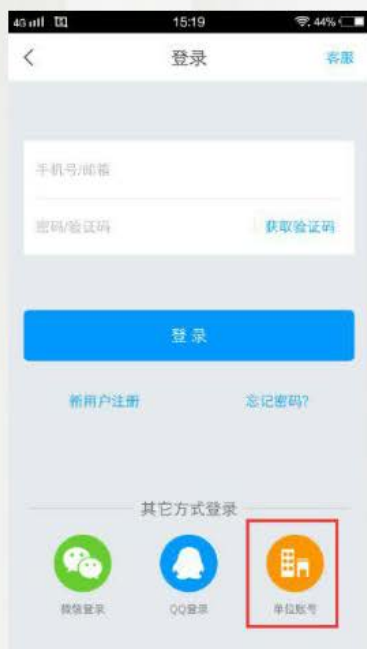 4G 15:19 44%
登录 客服
手机号/邮箱
密码/验证码 获取验证码
登录
新用户注册 忘记密码?
其它方式登录
微信登录 QQ登录 单位账号